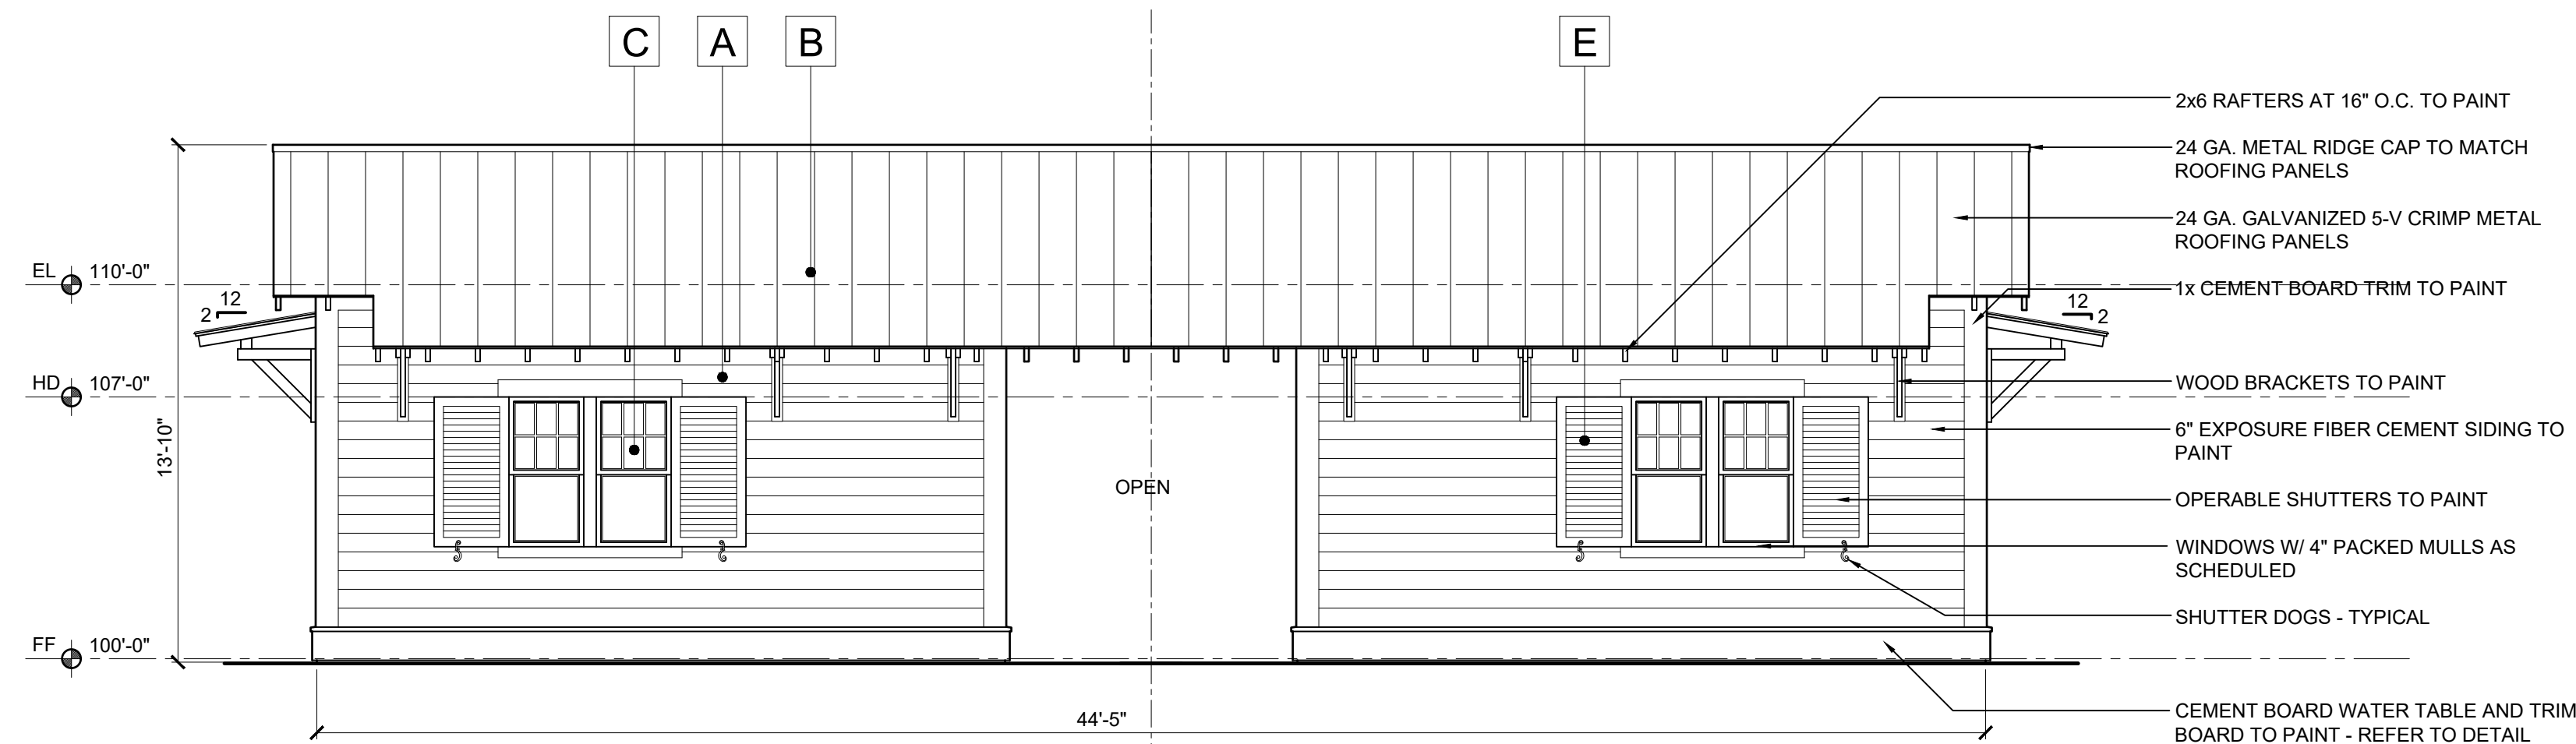 C
A
B
E
2x6 RAFTERS AT 16" O.C. TO PAINT
24 GA. METAL RIDGE CAP TO MATCH
ROOFING PANELS
24 GA. GALVANIZED 5-V CRIMP METAL
ROOFING PANELS
EL 110'-0"
1x CEMENT BOARD TRIM TO PAINT
12
2
12
2
HD 107'-0"
WOOD BRACKETS TO PAINT
13'-10"
6" EXPOSURE FIBER CEMENT SIDING TO
PAINT
OPEN
OPERABLE SHUTTERS TO PAINT
WINDOWS W/ 4" PACKED MULLS AS
SCHEDULED
SHUTTER DOGS - TYPICAL
FF 100'-0"
44'-5"
CEMENT BOARD WATER TABLE AND TRIM
BOARD TO PAINT - REFER TO DETAIL